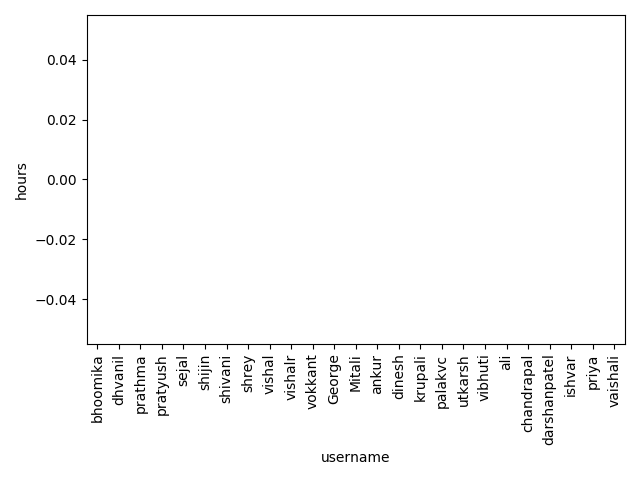 0.04
0.02
0.00
−0.02
−0.04
hours
bhoomika
dhvanil
prathma
pratyush
sejal
shijin
shivani
shrey
vishal
vishalr
vokkant
George
Mitali
ankur
dinesh
krupali
palakvc
utkarsh
vibhuti
ali
chandrapal
darshanpatel
ishvar
priya
vaishali
username